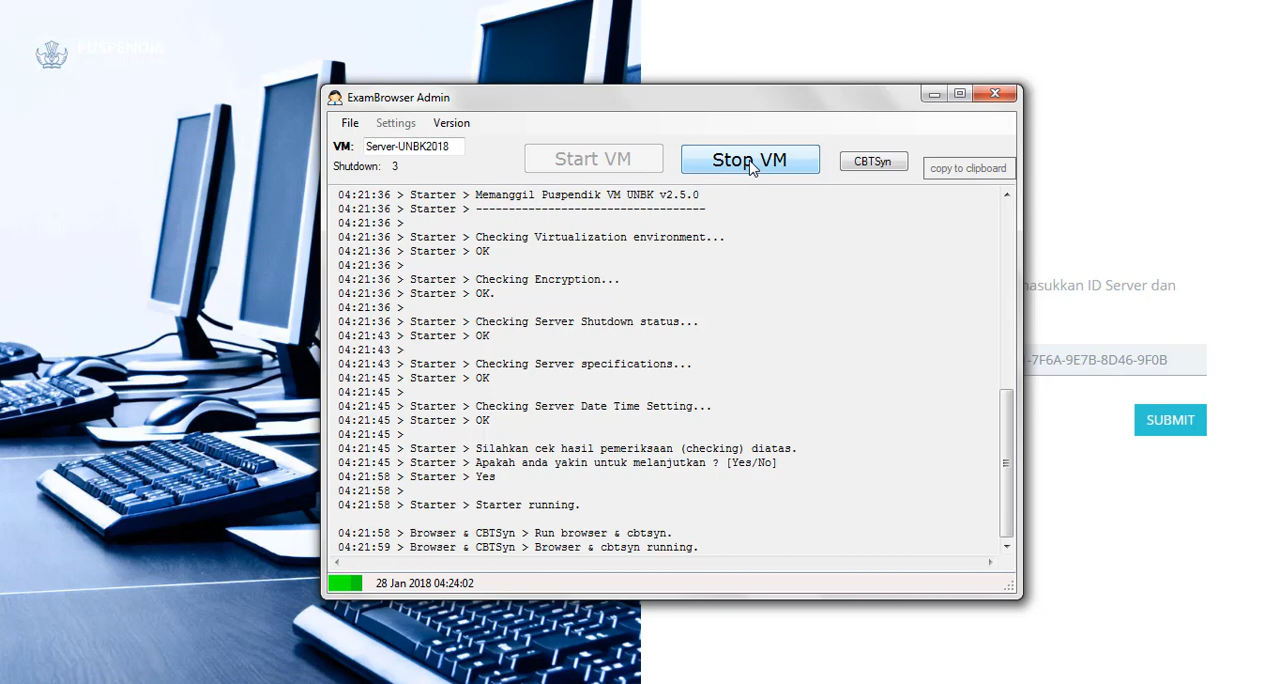 PUSPENDIK
ExamBrowser Admin
File Settings Version
VM: Server-UNBK2018
Shutdown: 3
Start VM
Stop VM
CBTSyn
copy to clipboard
04:21:36 > Starter > Memanggil Puspendik VM UNBK v2.5.0
04:21:36 > Starter > -----------------------------------
04:21:36 >
04:21:36 > Starter > Checking Virtualization environment...
04:21:36 > Starter > OK
04:21:36 >
04:21:36 > Starter > Checking Encryption...
04:21:36 > Starter > OK.
04:21:36 >
04:21:36 > Starter > Checking Server Shutdown status...
04:21:43 > Starter > OK
04:21:43 >
04:21:43 > Starter > Checking Server specifications...
04:21:45 > Starter > OK
04:21:45 >
04:21:45 > Starter > Checking Server Date Time Setting...
04:21:45 > Starter > OK
04:21:45 >
04:21:45 > Starter > Silahkan cek hasil pemeriksaan (checking) diatas.
04:21:45 > Starter > Apakah anda yakin untuk melanjutkan ? [Yes/No]
04:21:58 > Starter > Yes
04:21:58 >
04:21:58 > Starter > Starter running.
04:21:58 > Browser & CBTSyn > Run browser & cbtsyn.
04:21:59 > Browser & CBTSyn > Browser & cbtsyn running.
28 Jan 2018 04:24:02
masukkan ID Server dan
-7F6A-9E7B-8D46-9F0B
SUBMIT